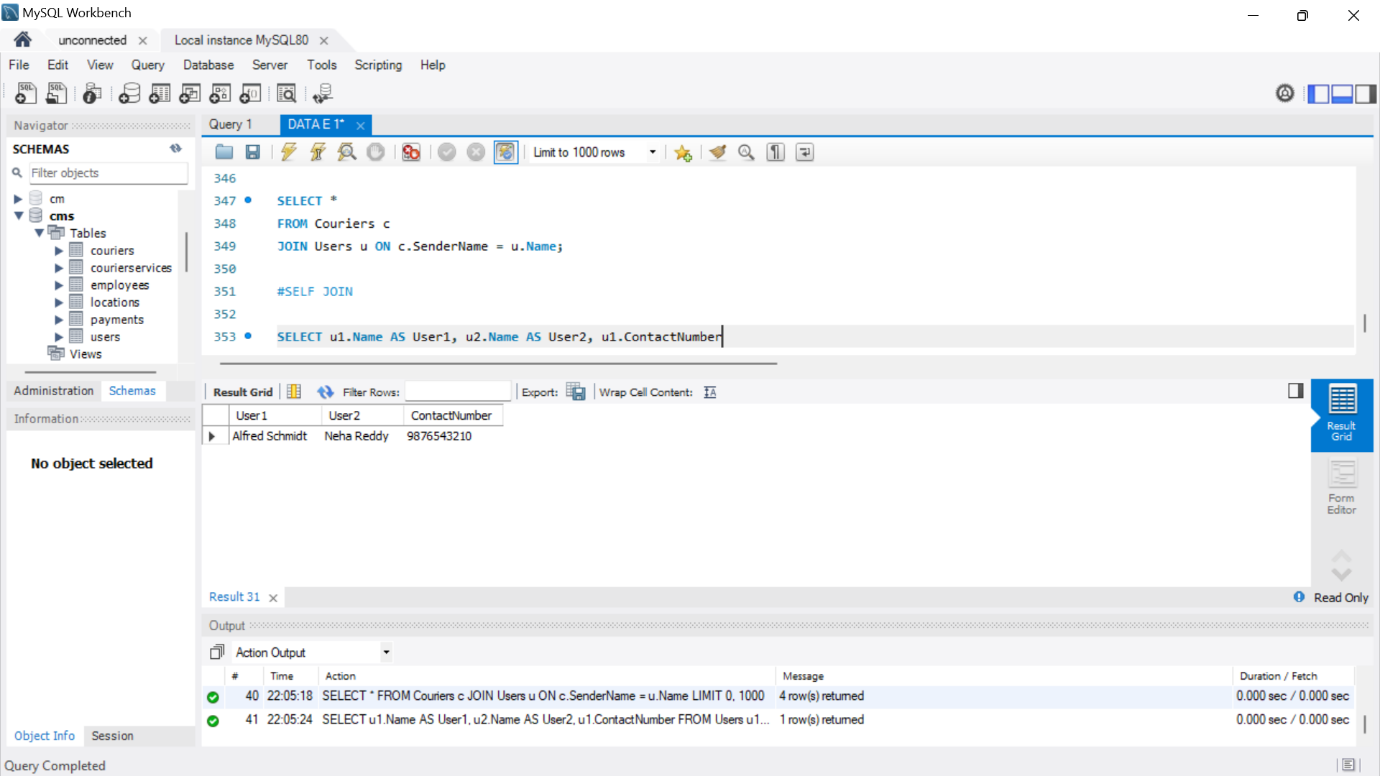 MySQL Workbench
unconnected
Local instance MySQL80
File Edit View Query Database Server Tools Scripting Help
Navigator
SCHEMAS
Filter objects
cm
cms
Tables
couriers
courierservices
employees
locations
payments
users
Views
Administration Schemas
Information
No object selected
Object Info Session
Query 1 DATA E 1*
Limit to 1000 rows
346
347 SELECT *
348 FROM Couriers c
349 JOIN Users u ON c.SenderName = u.Name;
350
351 #SELF JOIN
352
353 SELECT u1.Name AS User1, u2.Name AS User2, u1.ContactNumber
Result Grid Filter Rows: Export: Wrap Cell Content:
User1 User2 ContactNumber
Alfred Schmidt Neha Reddy 9876543210
Result Grid
Form Editor
Result 31
Read Only
Output
Action Output
# Time Action Message Duration / Fetch
40 22:05:18 SELECT * FROM Couriers c JOIN Users u ON c.SenderName = u.Name LIMIT 0, 1000 4 row(s) returned 0.000 sec / 0.000 sec
41 22:05:24 SELECT u1.Name AS User1, u2.Name AS User2, u1.ContactNumber FROM Users u1... 1 row(s) returned 0.000 sec / 0.000 sec
Query Completed